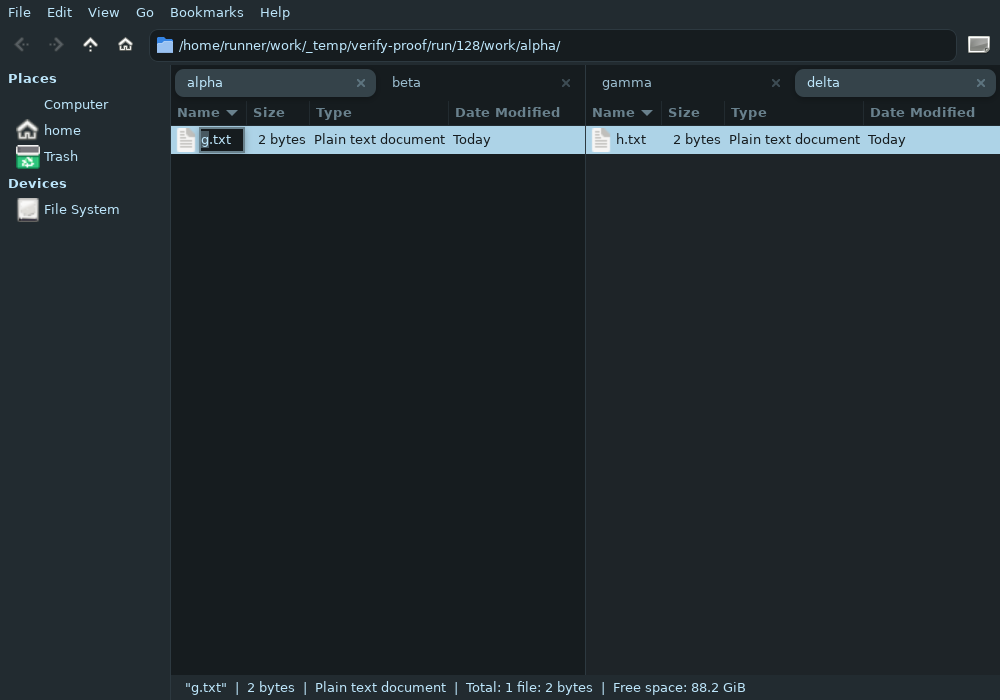 File Edit View Go Bookmarks Help
/home/runner/work/_temp/verify-proof/run/128/work/alpha/
Places
Computer
home
Trash
Devices
File System
alpha beta gamma delta
Name Size Type Date Modified Name Size Type Date Modified
g.txt 2 bytes Plain text document Today h.txt 2 bytes Plain text document Today
"g.txt" | 2 bytes | Plain text document | Total: 1 file: 2 bytes | Free space: 88.2 GiB